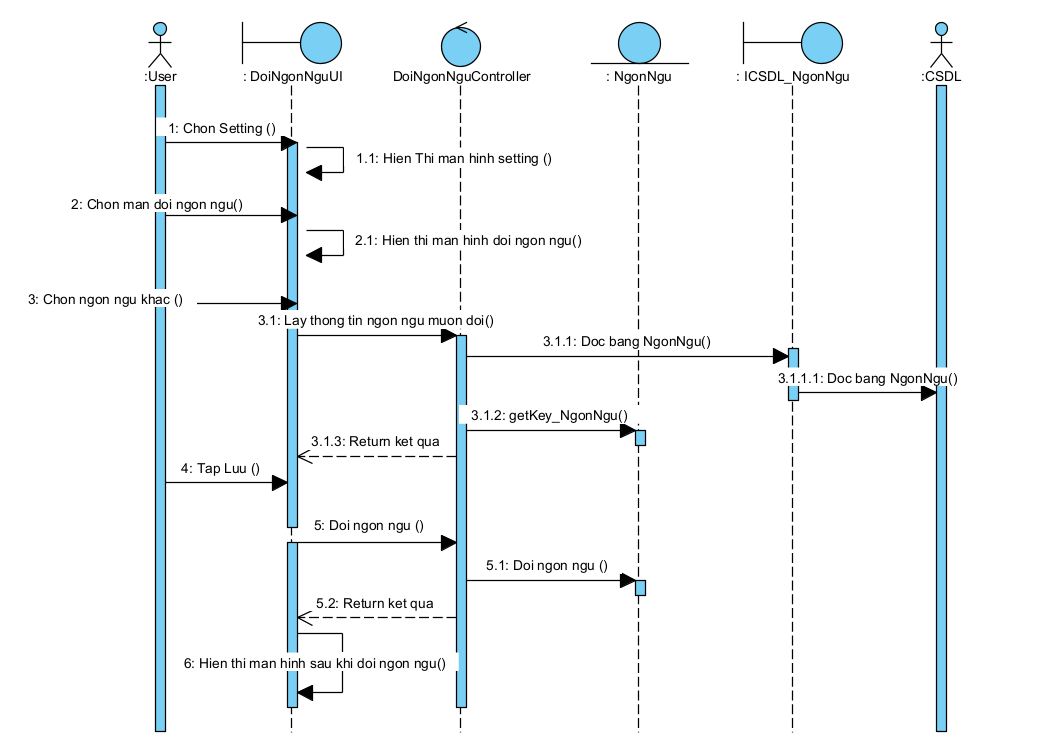 :User
: DoiNgonNguUI
DoiNgonNguController
: NgonNgu
: ICSDL_NgonNgu
:CSDL
1: Chon Setting ()
1.1: Hien Thi man hinh setting ()
2: Chon man doi ngon ngu()
2.1: Hien thi man hinh doi ngon ngu()
3: Chon ngon ngu khac ()
3.1: Lay thong tin ngon ngu muon doi()
3.1.1: Doc bang NgonNgu()
3.1.1.1: Doc bang NgonNgu()
3.1.2: getKey_NgonNgu()
3.1.3: Return ket qua
4: Tap Luu ()
5: Doi ngon ngu ()
5.1: Doi ngon ngu ()
5.2: Return ket qua
6: Hien thi man hinh sau khi doi ngon ngu()